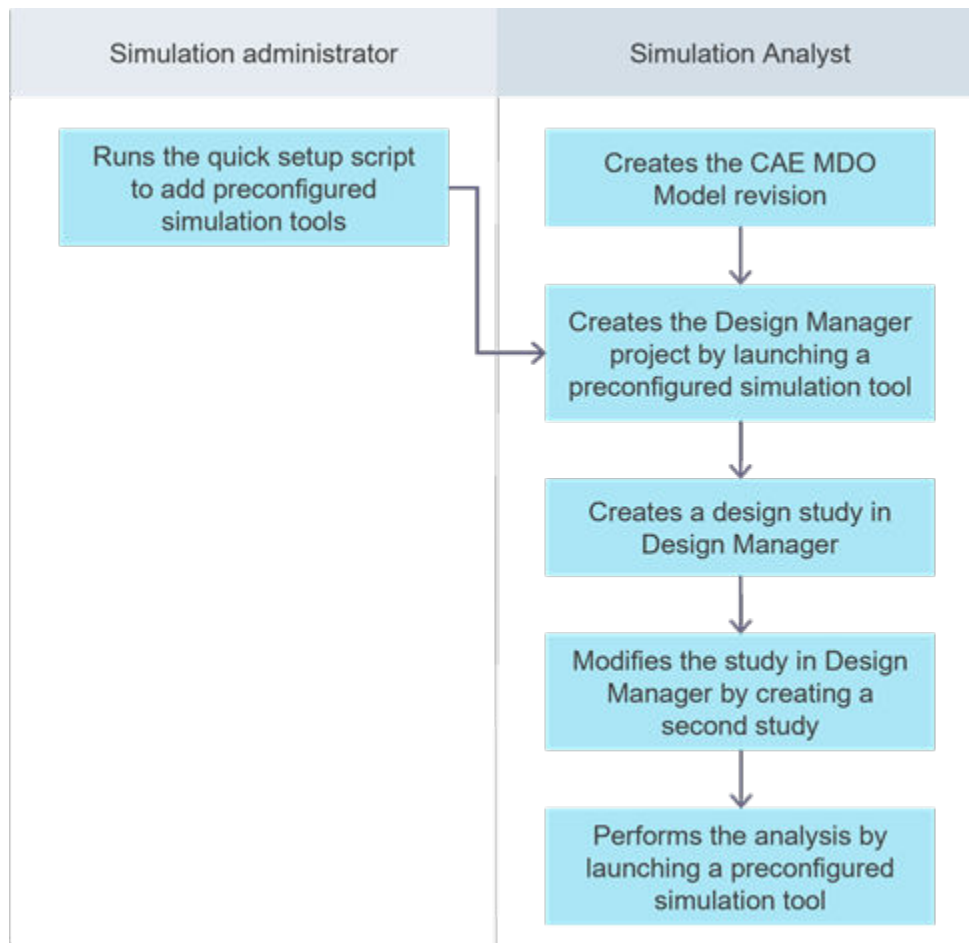 Simulation administrator
Simulation Analyst
Runs the quick setup script
to add preconfigured
simulation tools
Creates the CAE MDO
Model revision
Creates the Design Manager
project by launching a
preconfigured simulation tool
Creates a design study in
Design Manager
Modifies the study in Design
Manager by creating a
second study
Performs the analysis by
launching a preconfigured
simulation tool